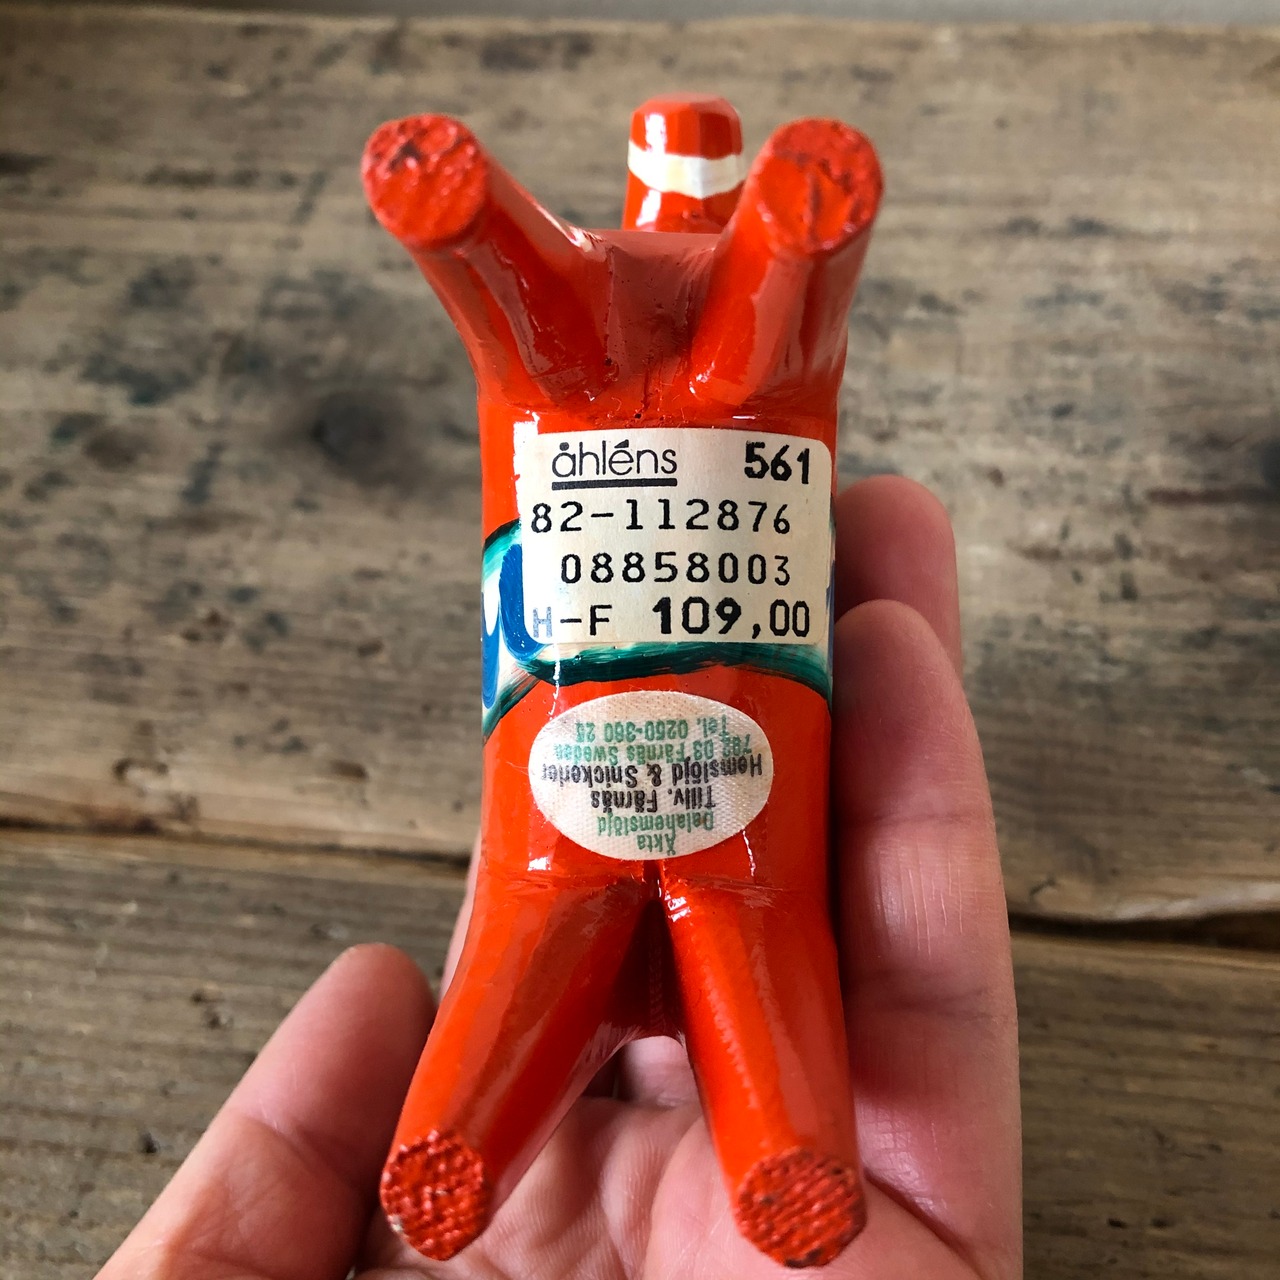 åhléns 561
82-112876
08858003
H-F 109,00
Äkta
Dalahemslöjd
Tillv. Färnäs
Hemslöjd & Snickerier
792 03 Färnäs Sweden
Tel. 0250-360 25